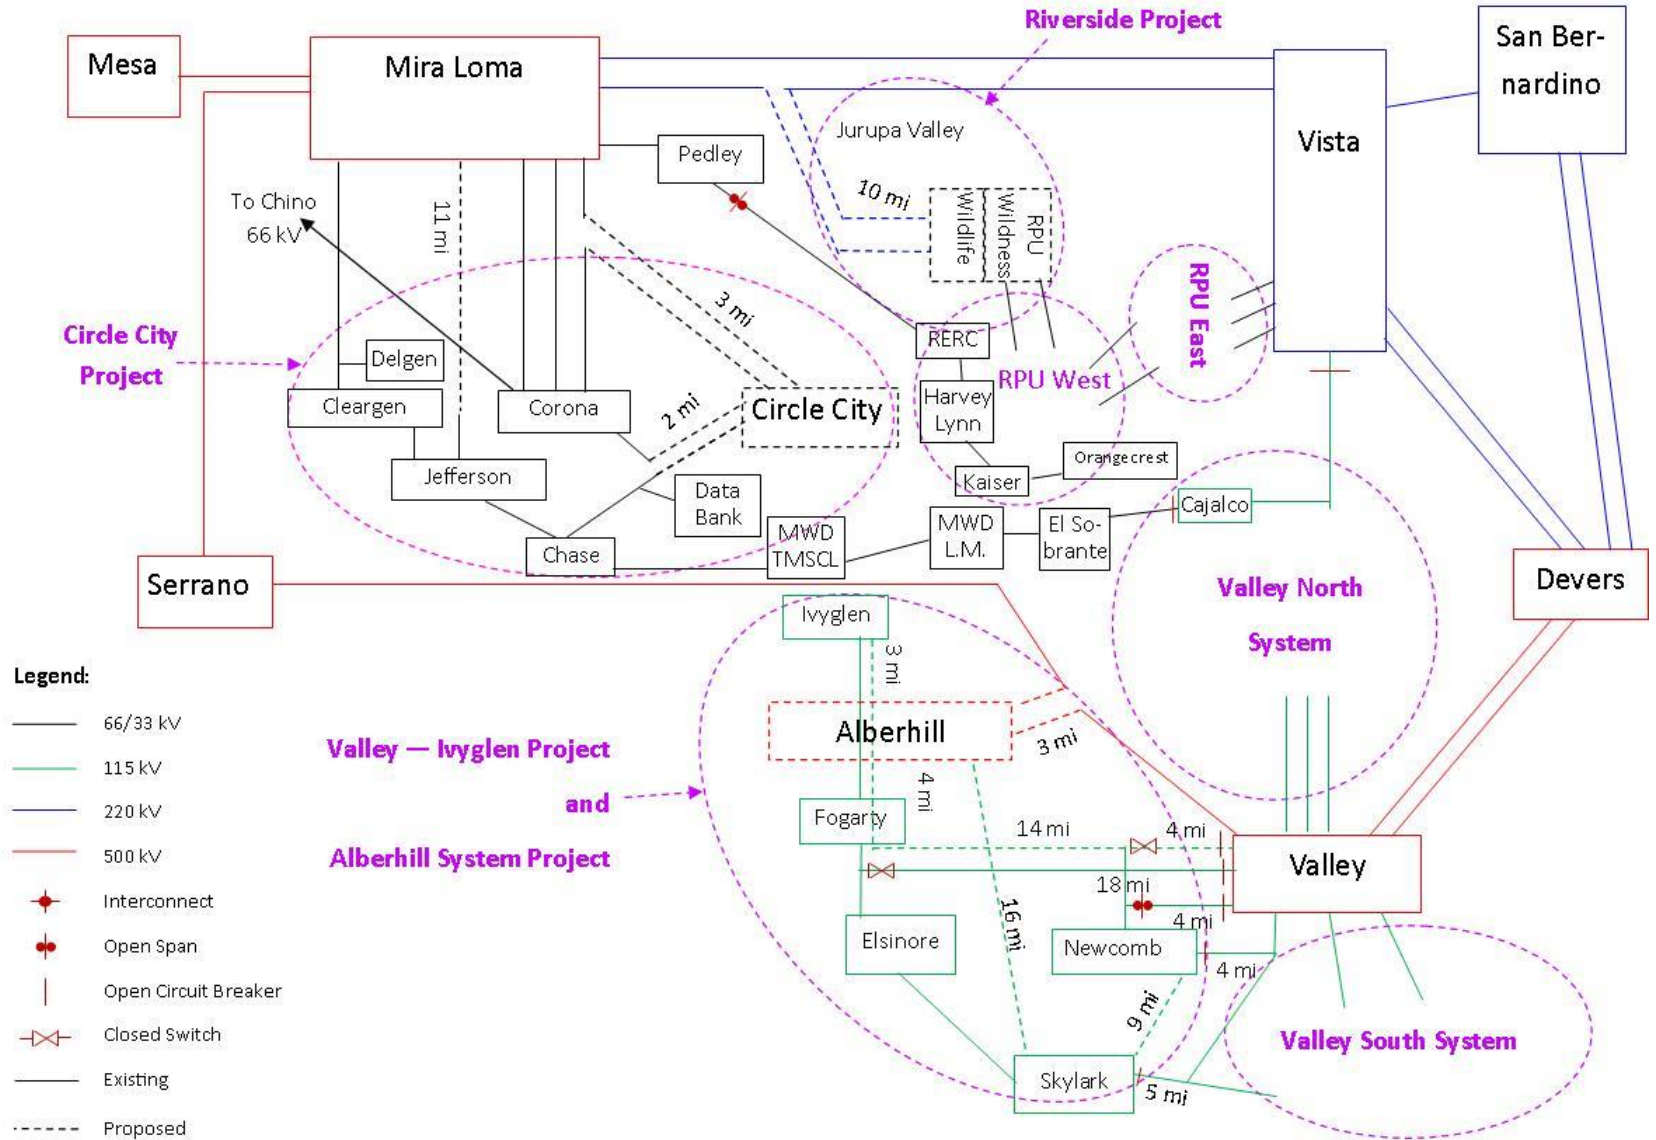 Riverside Project
San Ber-
nardino
Mesa
Mira Loma
Vista
Jurupa Valley
Pedley
10 mi
Wildlife
Wildness
RPU
To Chino
66 kV
11 mi
3 mi
RPU East
Circle City
Project
Delgen
Cleargen
Corona
2 mi
Circle City
RERC
RPU West
Harvey
Lynn
Jefferson
Data
Bank
Kaiser
Orangecrest
Cajalco
MWD
TMSCL
MWD
L.M.
El So-
brante
Chase
Serrano
Devers
Valley North
System
Ivyglen
3 mi
Legend:
66/33 kV
115 kV
220 kV
500 kV
Interconnect
Open Span
Open Circuit Breaker
Closed Switch
Existing
Proposed
Valley — Ivyglen Project
and
Alberhill System Project
Alberhill
3 mi
4 mi
Fogarty
14 mi
4 mi
Valley
18 mi
4 mi
16 mi
Elsinore
Newcomb
4 mi
9 mi
Valley South System
Skylark
5 mi